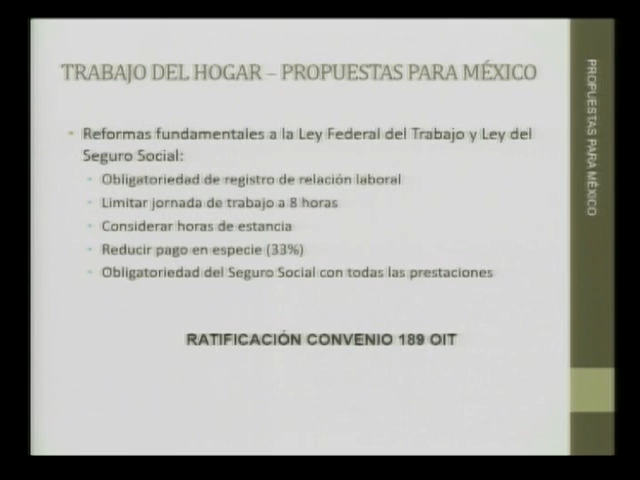 TRABAJO DEL HOGAR – PROPUESTAS PARA MÉXICO
Reformas fundamentales a la Ley Federal del Trabajo y Ley del
Seguro Social:
Obligatoriedad de registro de relación laboral
Limitar jornada de trabajo a 8 horas
Considerar horas de estancia
Reducir pago en especie (33%)
Obligatoriedad del Seguro Social con todas las prestaciones
RATIFICACIÓN CONVENIO 189 OIT
PROPUESTAS PARA MÉXICO